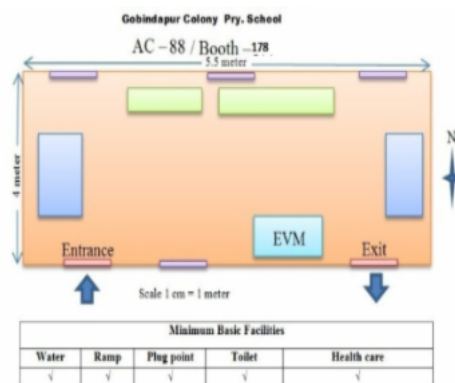 Gobindapur Colony Pry. School
AC – 88 / Booth –178
5.5 meter
4 meter
N
EVM
Entrance
Exit
Scale 1 cm = 1 meter
Minimum Basic Facilities
Water Ramp Plug point Toilet Health care
√ √ √ √ √